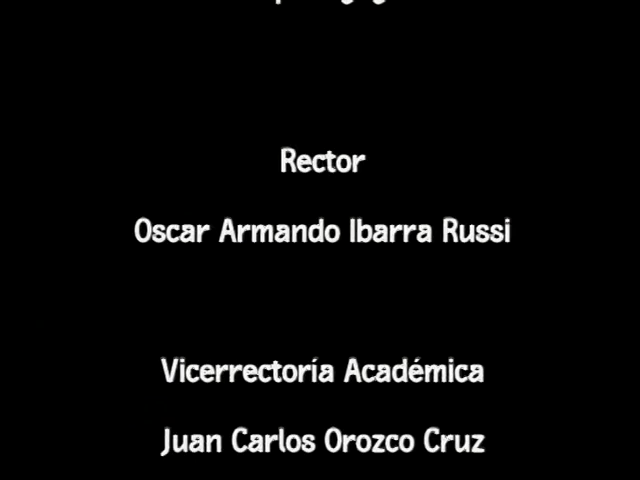 Rector
Oscar Armando Ibarra Russi
Vicerrectoría Académica
Juan Carlos Orozco Cruz